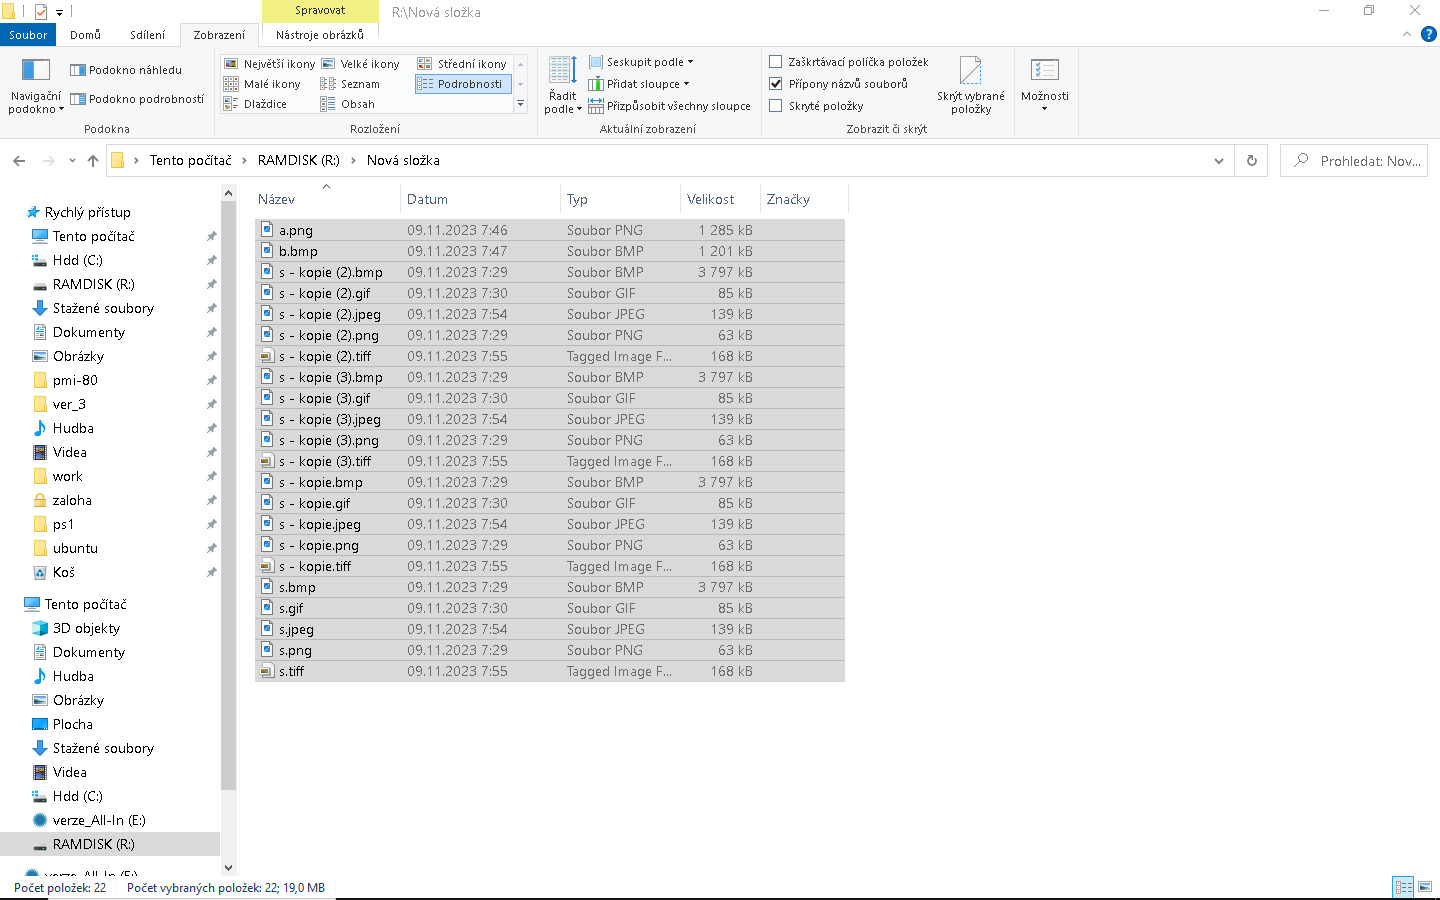 Spravovat
R:\Nová složka
Soubor Domů Sdílení Zobrazení Nástroje obrázků
Největší ikony Velké ikony Střední ikony
Malé ikony Seznam Podrobnosti
Dlaždice Obsah
Navigační podokno
Podokno náhledu
Podokno podrobností
Řadit podle
Seskupit podle
Přidat sloupce
Přizpůsobit všechny sloupce
Zaškrtávací políčka položek
Přípony názvů souborů
Skryté položky
Skrýt vybrané položky
Možnosti
Podokna Rozložení Aktuální zobrazení Zobrazit či skrýt
Tento počítač RAMDISK (R:) Nová složka
Prohledat: Nov...
Rychlý přístup
Tento počítač
Hdd (C:)
RAMDISK (R:)
Stažené soubory
Dokumenty
Obrázky
pmi-80
ver_3
Hudba
Videa
work
zaloha
ps1
ubuntu
Koš
Tento počítač
3D objekty
Dokumenty
Hudba
Obrázky
Plocha
Stažené soubory
Videa
Hdd (C:)
verze_All-In (E:)
RAMDISK (R:)
verze_All-In (E:)
Název Datum Typ Velikost Značky
a.png 09.11.2023 7:46 Soubor PNG 1 285 kB
b.bmp 09.11.2023 7:47 Soubor BMP 1 201 kB
s - kopie (2).bmp 09.11.2023 7:29 Soubor BMP 3 797 kB
s - kopie (2).gif 09.11.2023 7:30 Soubor GIF 85 kB
s - kopie (2).jpeg 09.11.2023 7:54 Soubor JPEG 139 kB
s - kopie (2).png 09.11.2023 7:29 Soubor PNG 63 kB
s - kopie (2).tiff 09.11.2023 7:55 Tagged Image F... 168 kB
s - kopie (3).bmp 09.11.2023 7:29 Soubor BMP 3 797 kB
s - kopie (3).gif 09.11.2023 7:30 Soubor GIF 85 kB
s - kopie (3).jpeg 09.11.2023 7:54 Soubor JPEG 139 kB
s - kopie (3).png 09.11.2023 7:29 Soubor PNG 63 kB
s - kopie (3).tiff 09.11.2023 7:55 Tagged Image F... 168 kB
s - kopie.bmp 09.11.2023 7:29 Soubor BMP 3 797 kB
s - kopie.gif 09.11.2023 7:30 Soubor GIF 85 kB
s - kopie.jpeg 09.11.2023 7:54 Soubor JPEG 139 kB
s - kopie.png 09.11.2023 7:29 Soubor PNG 63 kB
s - kopie.tiff 09.11.2023 7:55 Tagged Image F... 168 kB
s.bmp 09.11.2023 7:29 Soubor BMP 3 797 kB
s.gif 09.11.2023 7:30 Soubor GIF 85 kB
s.jpeg 09.11.2023 7:54 Soubor JPEG 139 kB
s.png 09.11.2023 7:29 Soubor PNG 63 kB
s.tiff 09.11.2023 7:55 Tagged Image F... 168 kB
Počet položek: 22 Počet vybraných položek: 22; 19,0 MB